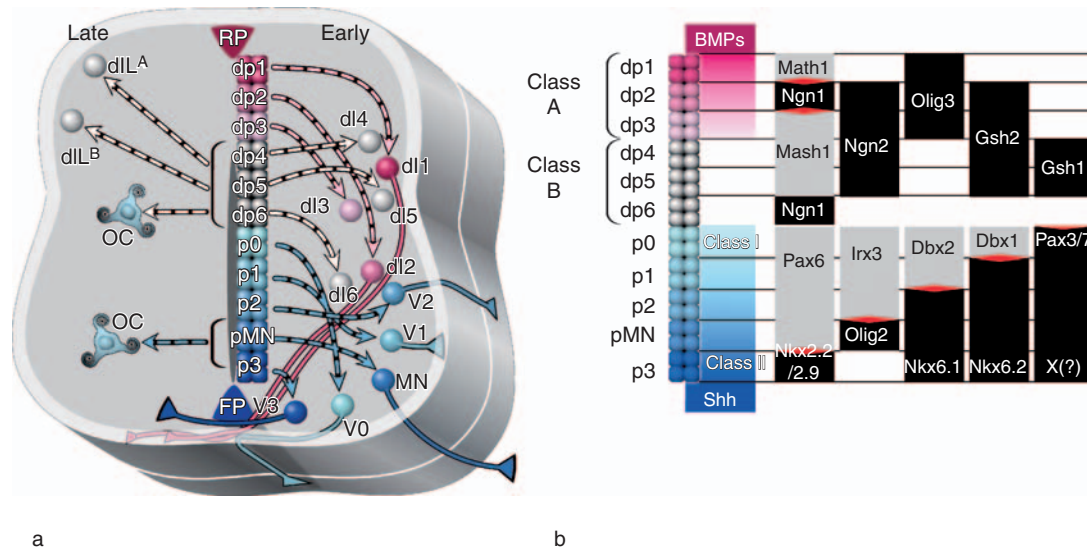 Late
RP
Early
dIL^A
dIL^B
OC
OC
dp1
dp2
dp3
dp4
dp5
dp6
p0
p1
p2
pMN
p3
FP
dI4
dI1
dI3
dI5
dI2
dI6
V2
V1
MN
V3
V0
a
BMPs
Class
A
Class
B
dp1
dp2
dp3
dp4
dp5
dp6
p0
p1
p2
pMN
p3
Class I
Class II
Shh
Math1
Ngn1
Mash1
Ngn1
Pax6
Nkx2.2
/2.9
Ngn2
Irx3
Olig2
Olig3
Dbx2
Nkx6.1
Gsh2
Dbx1
Nkx6.2
Gsh1
Pax3/7
X(?)
b